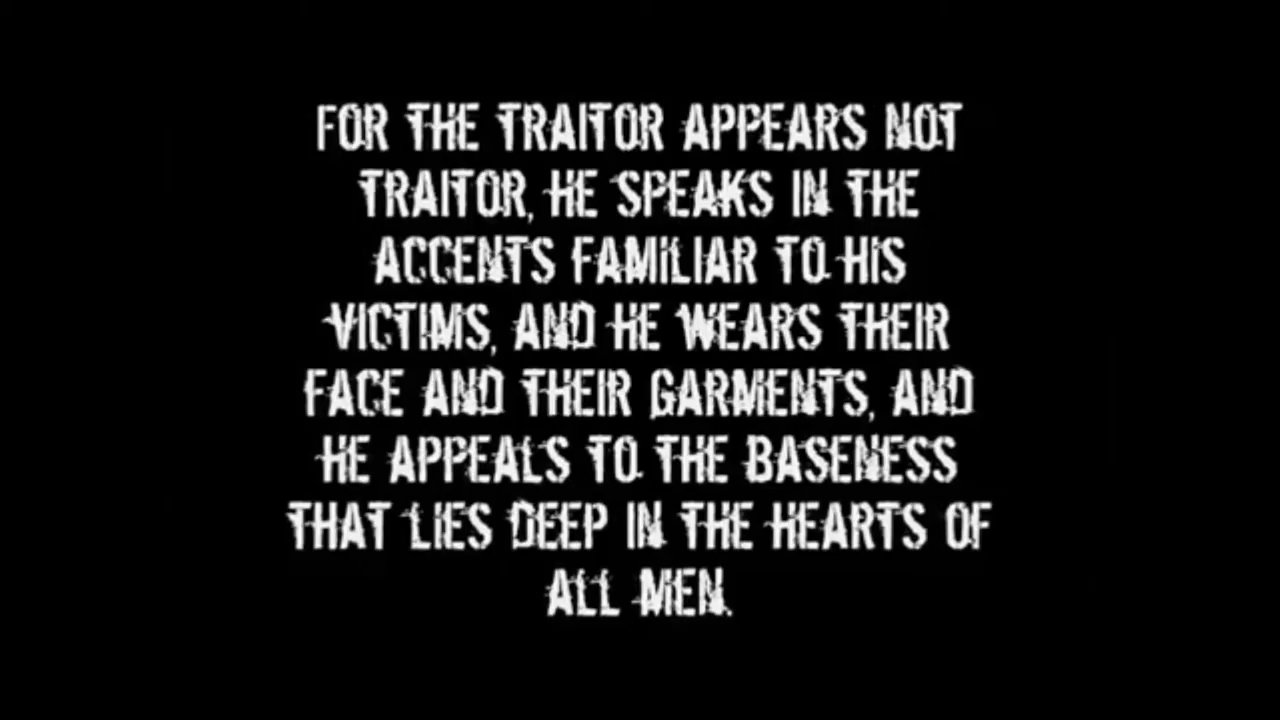 FOR THE TRAITOR APPEARS NOT
TRAITOR, HE SPEAKS IN THE
ACCENTS FAMILIAR TO HIS
VICTIMS, AND HE WEARS THEIR
FACE AND THEIR GARMENTS, AND
HE APPEALS TO THE BASENESS
THAT LIES DEEP IN THE HEARTS OF
ALL MEN.